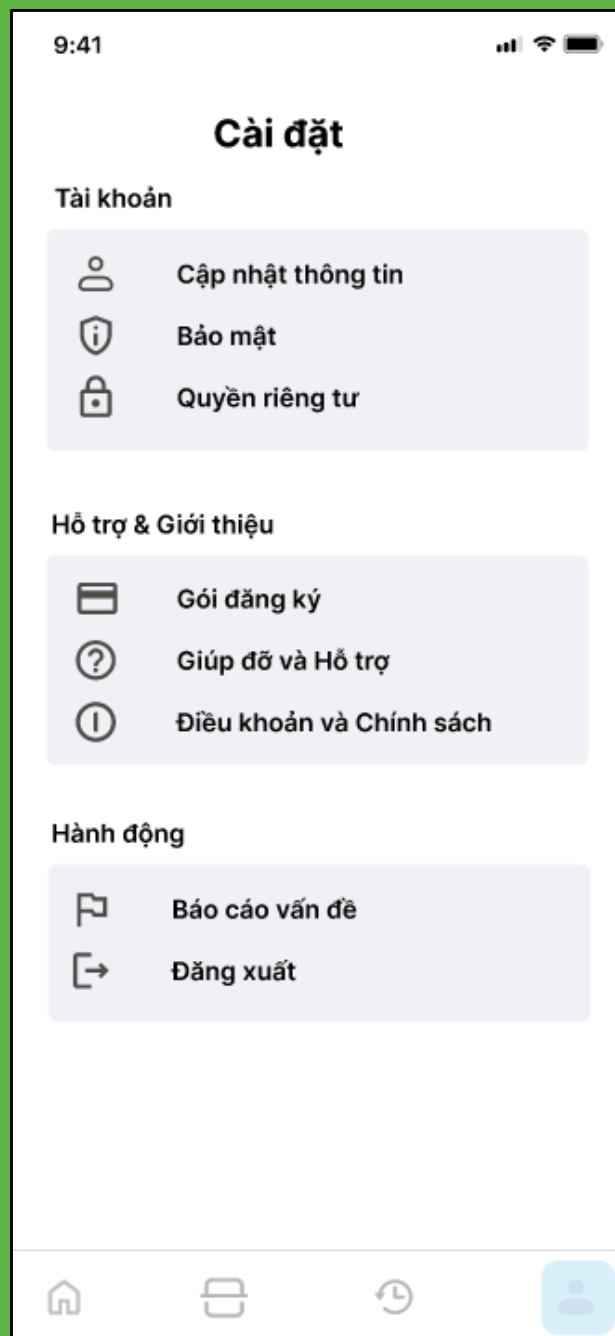 9:41
Cài đặt
Tài khoản
Cập nhật thông tin
Bảo mật
Quyền riêng tư
Hỗ trợ & Giới thiệu
Gói đăng ký
Giúp đỡ và Hỗ trợ
Điều khoản và Chính sách
Hành động
Báo cáo vấn đề
Đăng xuất